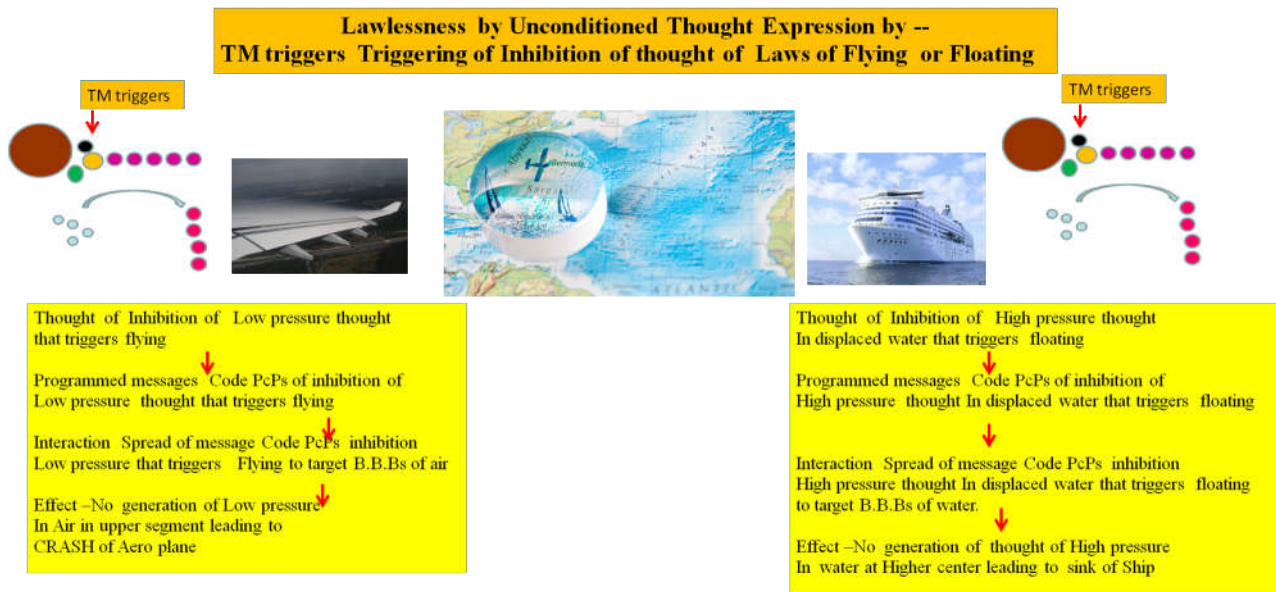 Lawlessness by Unconditioned Thought Expression by --
TM triggers Triggering of Inhibition of thought of Laws of Flying or Floating
TM triggers
TM triggers
Bermuda
ATLANTIC
Thought of Inhibition of Low pressure thought
that triggers flying
Programmed messages Code PcPs of inhibition of
Low pressure thought that triggers flying
Interaction Spread of message Code PcPs inhibition
Low pressure that triggers Flying to target B.B.Bs of air
Effect –No generation of Low pressure
In Air in upper segment leading to
CRASH of Aero plane
Thought of Inhibition of High pressure thought
In displaced water that triggers floating
Programmed messages Code PcPs of inhibition of
High pressure thought In displaced water that triggers floating
Interaction Spread of message Code PcPs inhibition
High pressure thought In displaced water that triggers floating
to target B.B.Bs of water.
Effect –No generation of thought of High pressure
In water at Higher center leading to sink of Ship